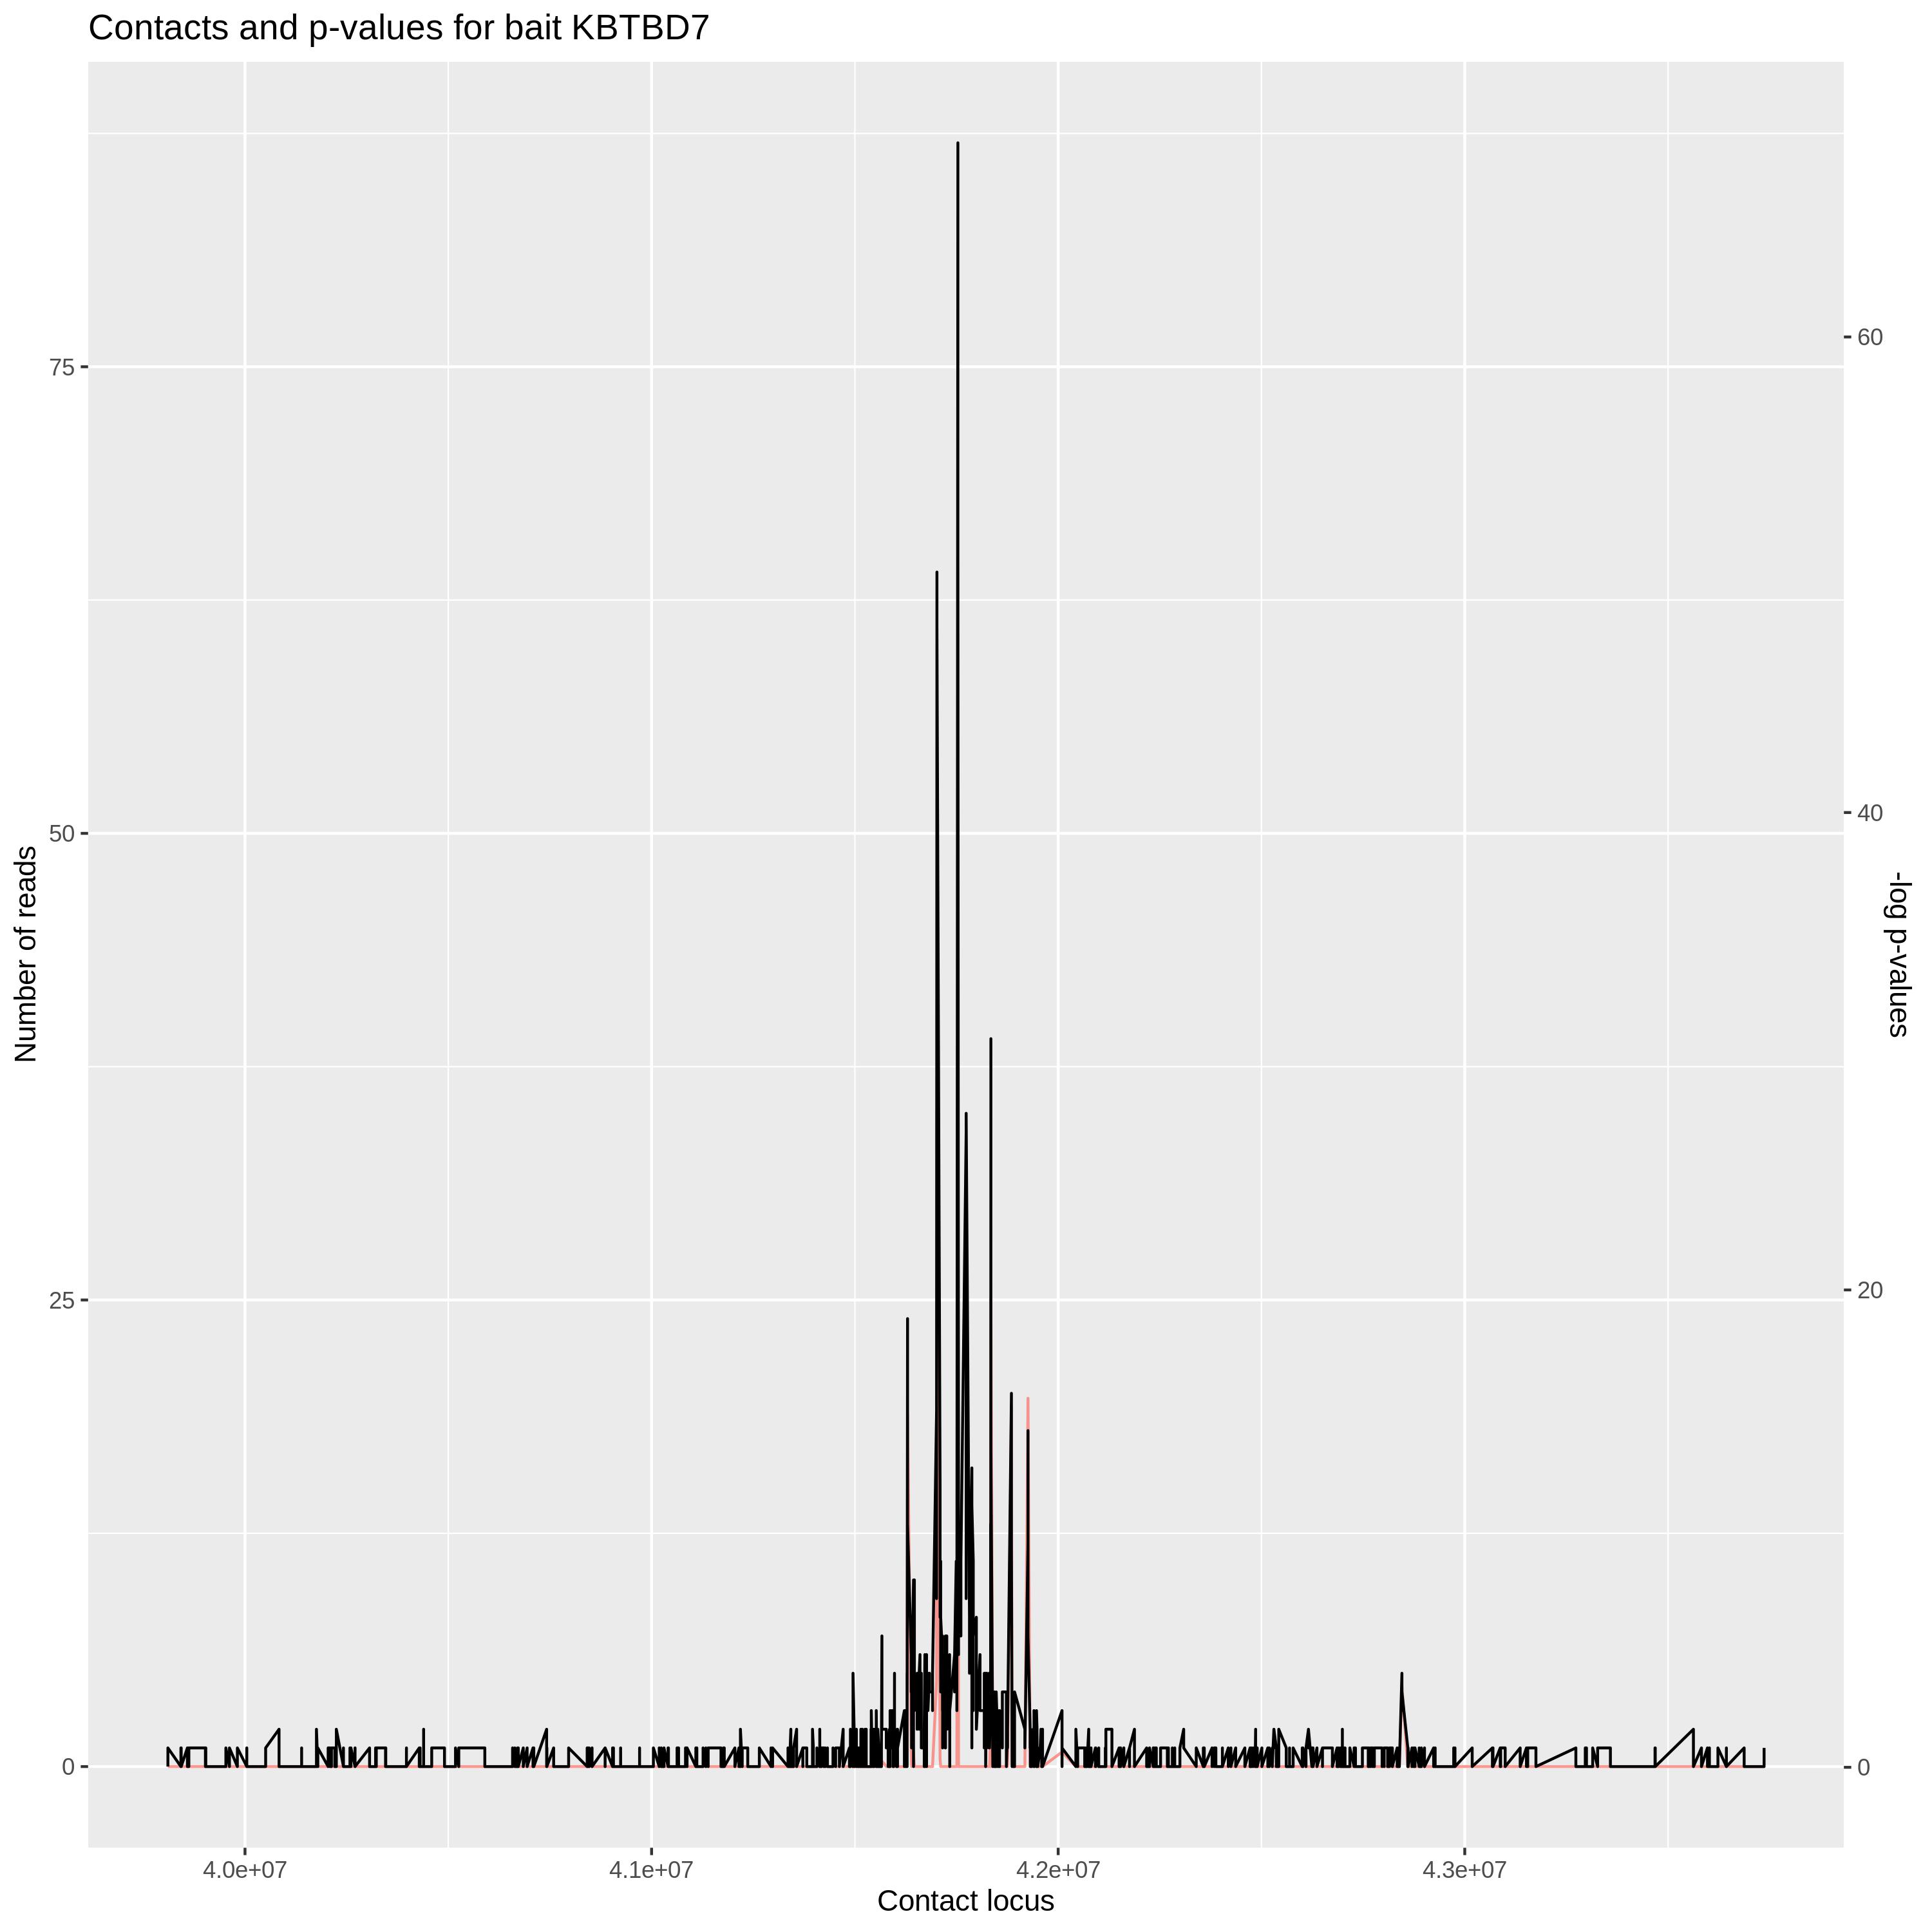 Contacts and p-values for bait KBTBD7
Number of reads
75
50
25
0
60
40
20
0
-log p-values
4.0e+07
4.1e+07
4.2e+07
4.3e+07
Contact locus